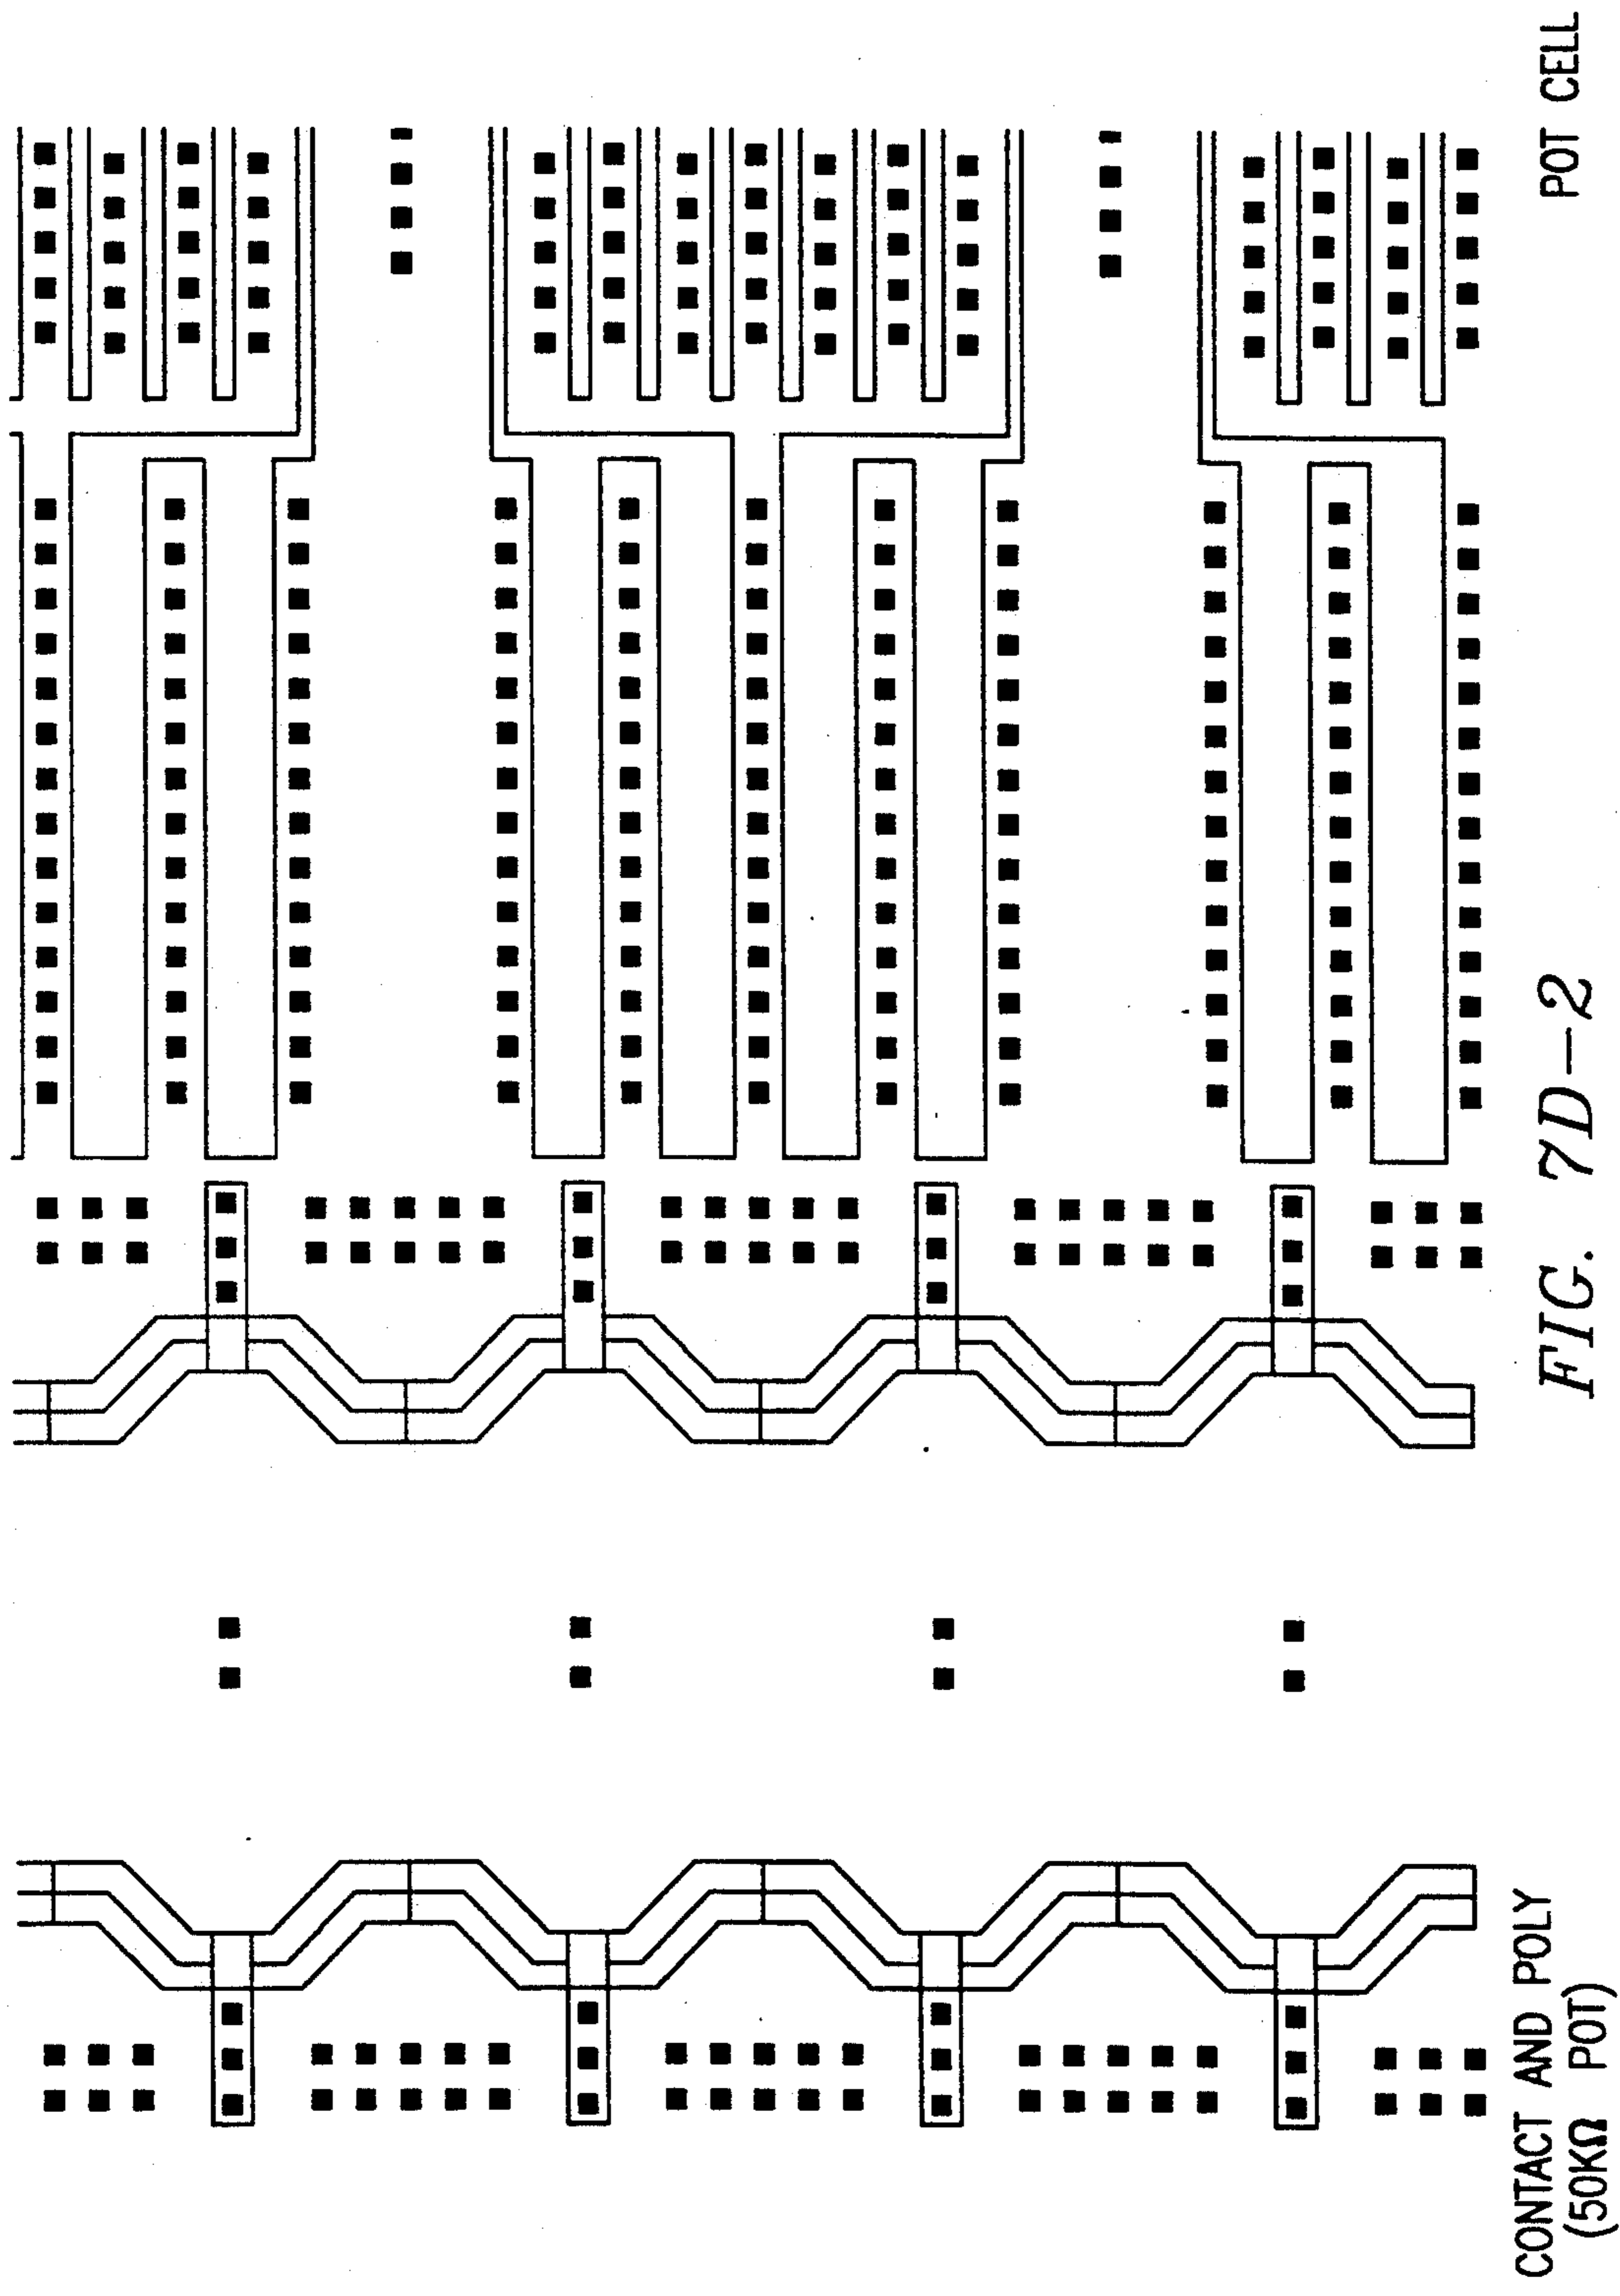 CONTACT AND POLY
(50KΩ POT)
FIG. 7D-2
POT CELL